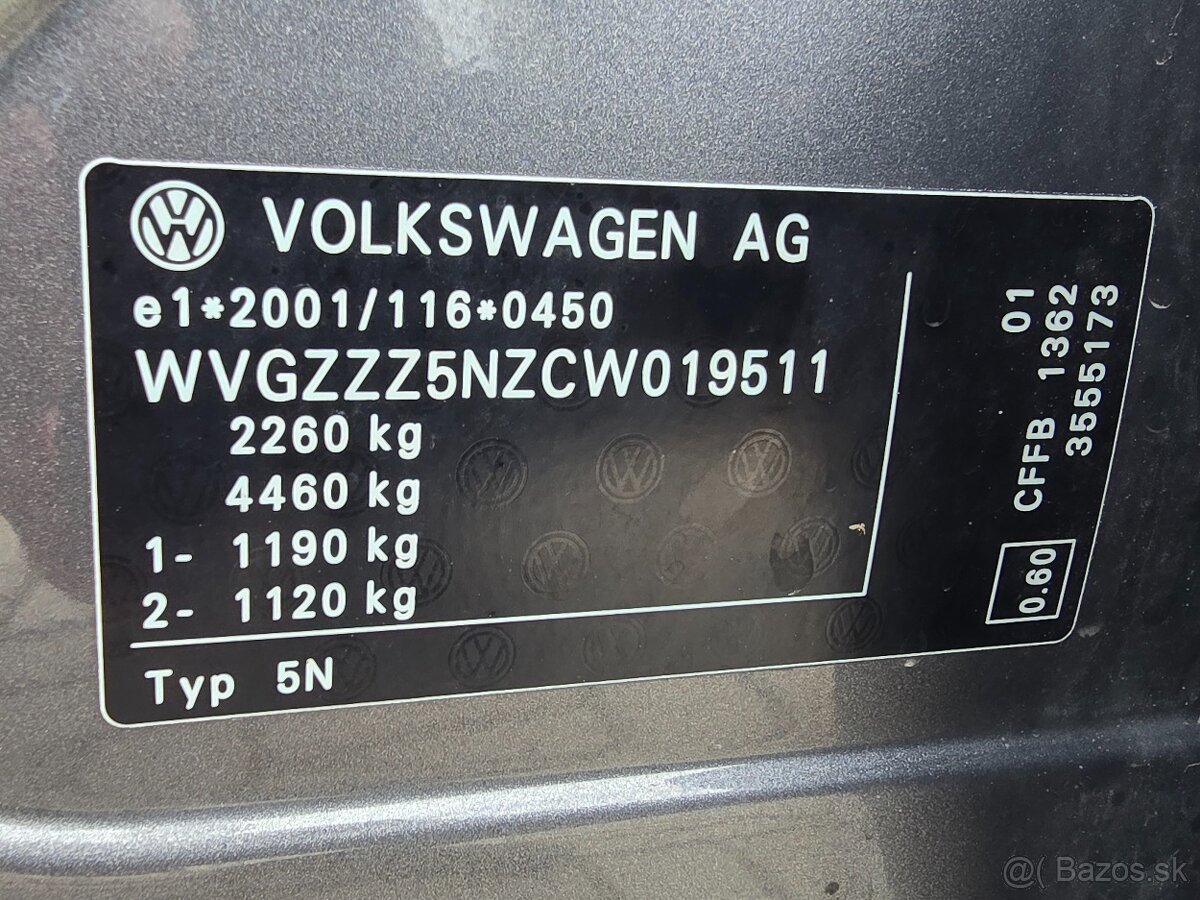 VOLKSWAGEN AG
e1*2001/116*0450
WVGZZZ5NZCW019511
2260 kg
4460 kg
1- 1190 kg
2- 1120 kg
Typ 5N
01
CFFB 1362
3555173
0.60
@( Bazos.sk